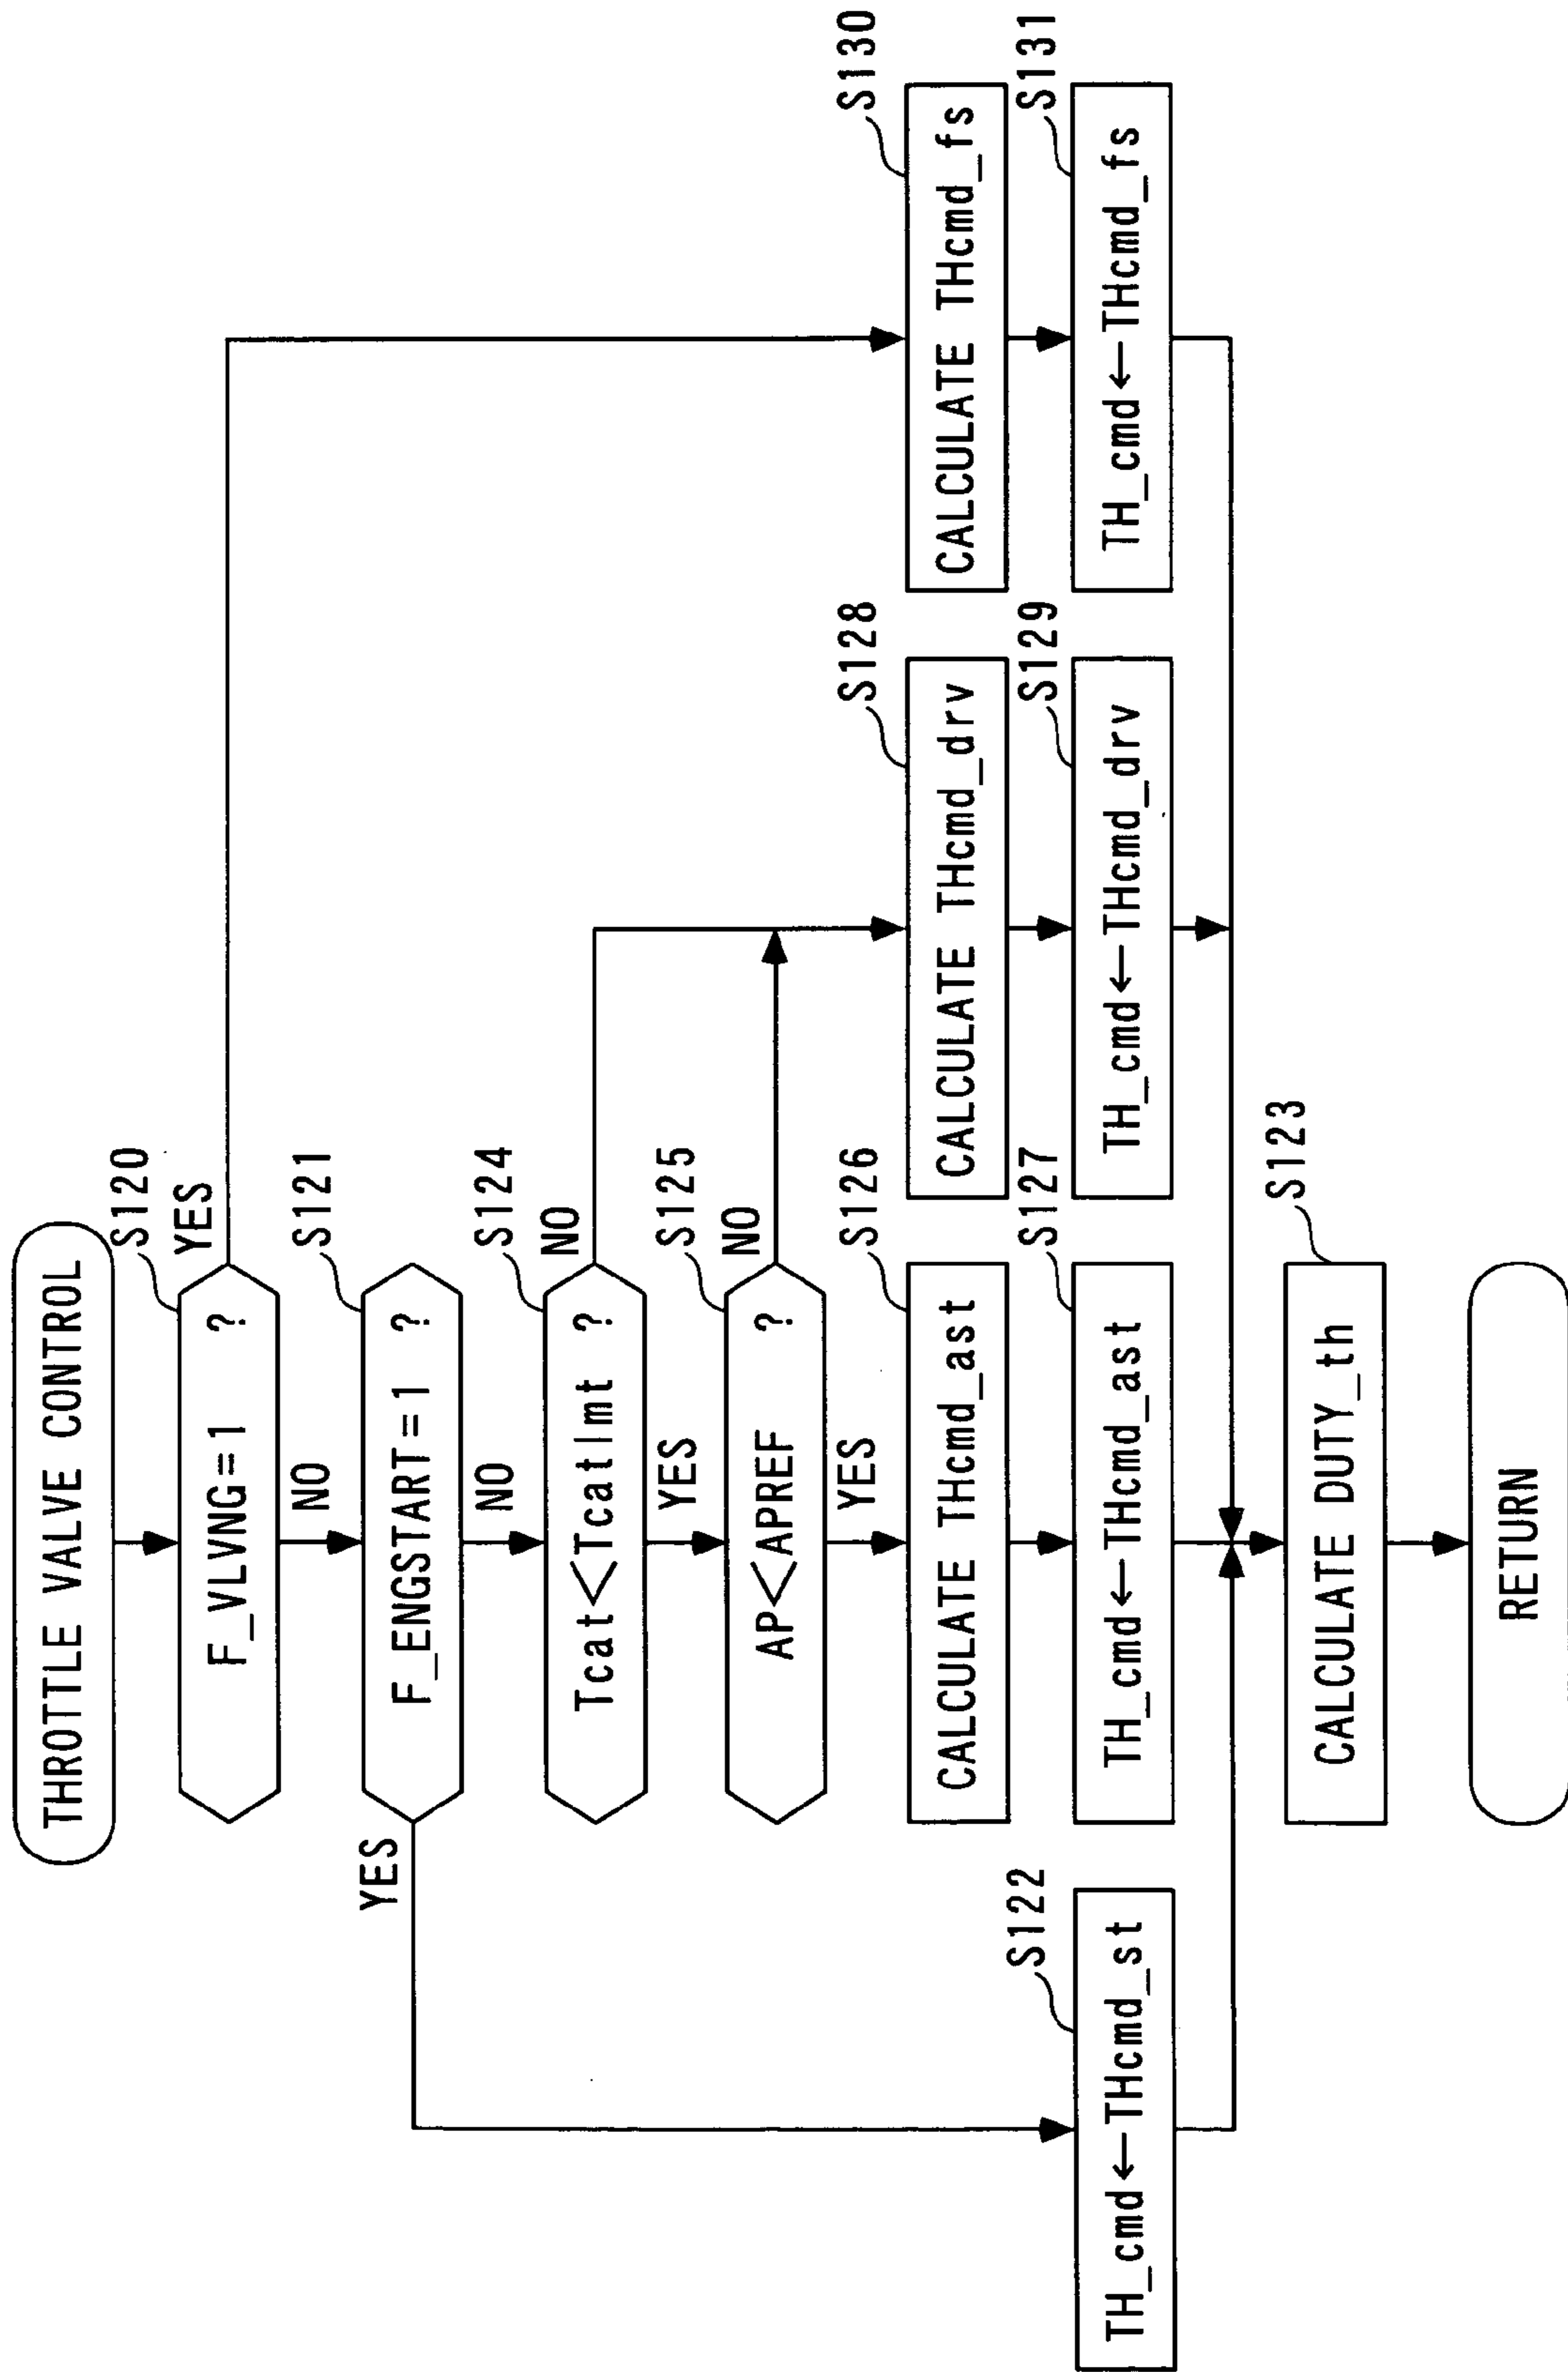 THROTTLE VALVE CONTROL
S120
F_VLVNG=1 ?
YES
NO
S121
F_ENGSTART=1 ?
YES
NO
S124
Tcat<Tcatlmt ?
NO
YES
S125
AP<APREF ?
NO
YES
S126
CALCULATE THcmd_ast
S128
CALCULATE THcmd_drv
S130
CALCULATE THcmd_fs
S122
TH_cmd←THcmd_st
S127
TH_cmd←THcmd_ast
S129
TH_cmd←THcmd_drv
S131
TH_cmd←THcmd_fs
S123
CALCULATE DUTY_th
RETURN